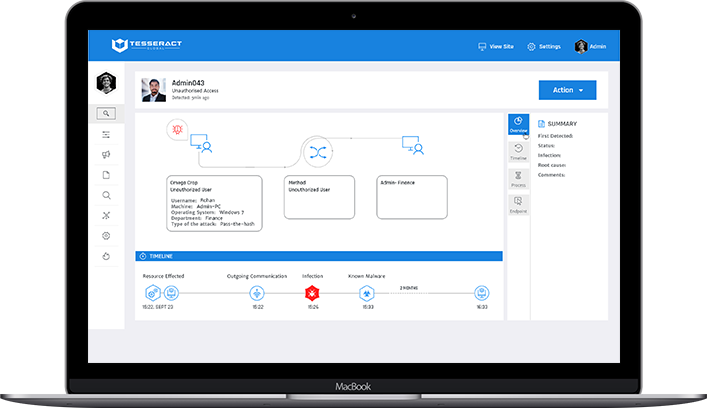 TESSERACT
GLOBAL
View Site
Settings
Admin
Admin043
Unauthorised Access
Detected: 5min ago
Action
Omega Crop
Unauthorized User
Username: Rohan
Machine: Admin-PC
Operating System: Windows 7
Department: Finance
Type of the attack: Pass-the-hash
Method
Unauthorized User
Admin- Finance
Overview
Timeline
Process
Endpoint
SUMMARY
First Detected:
Status:
Infection:
Root cause:
Comments:
TIMELINE
Resource Effected
Outgoing Communication
Infection
Known Malware
2 MONTHS
15:22, SEPT 23
15:22
15:26
15:33
16:33
MacBook